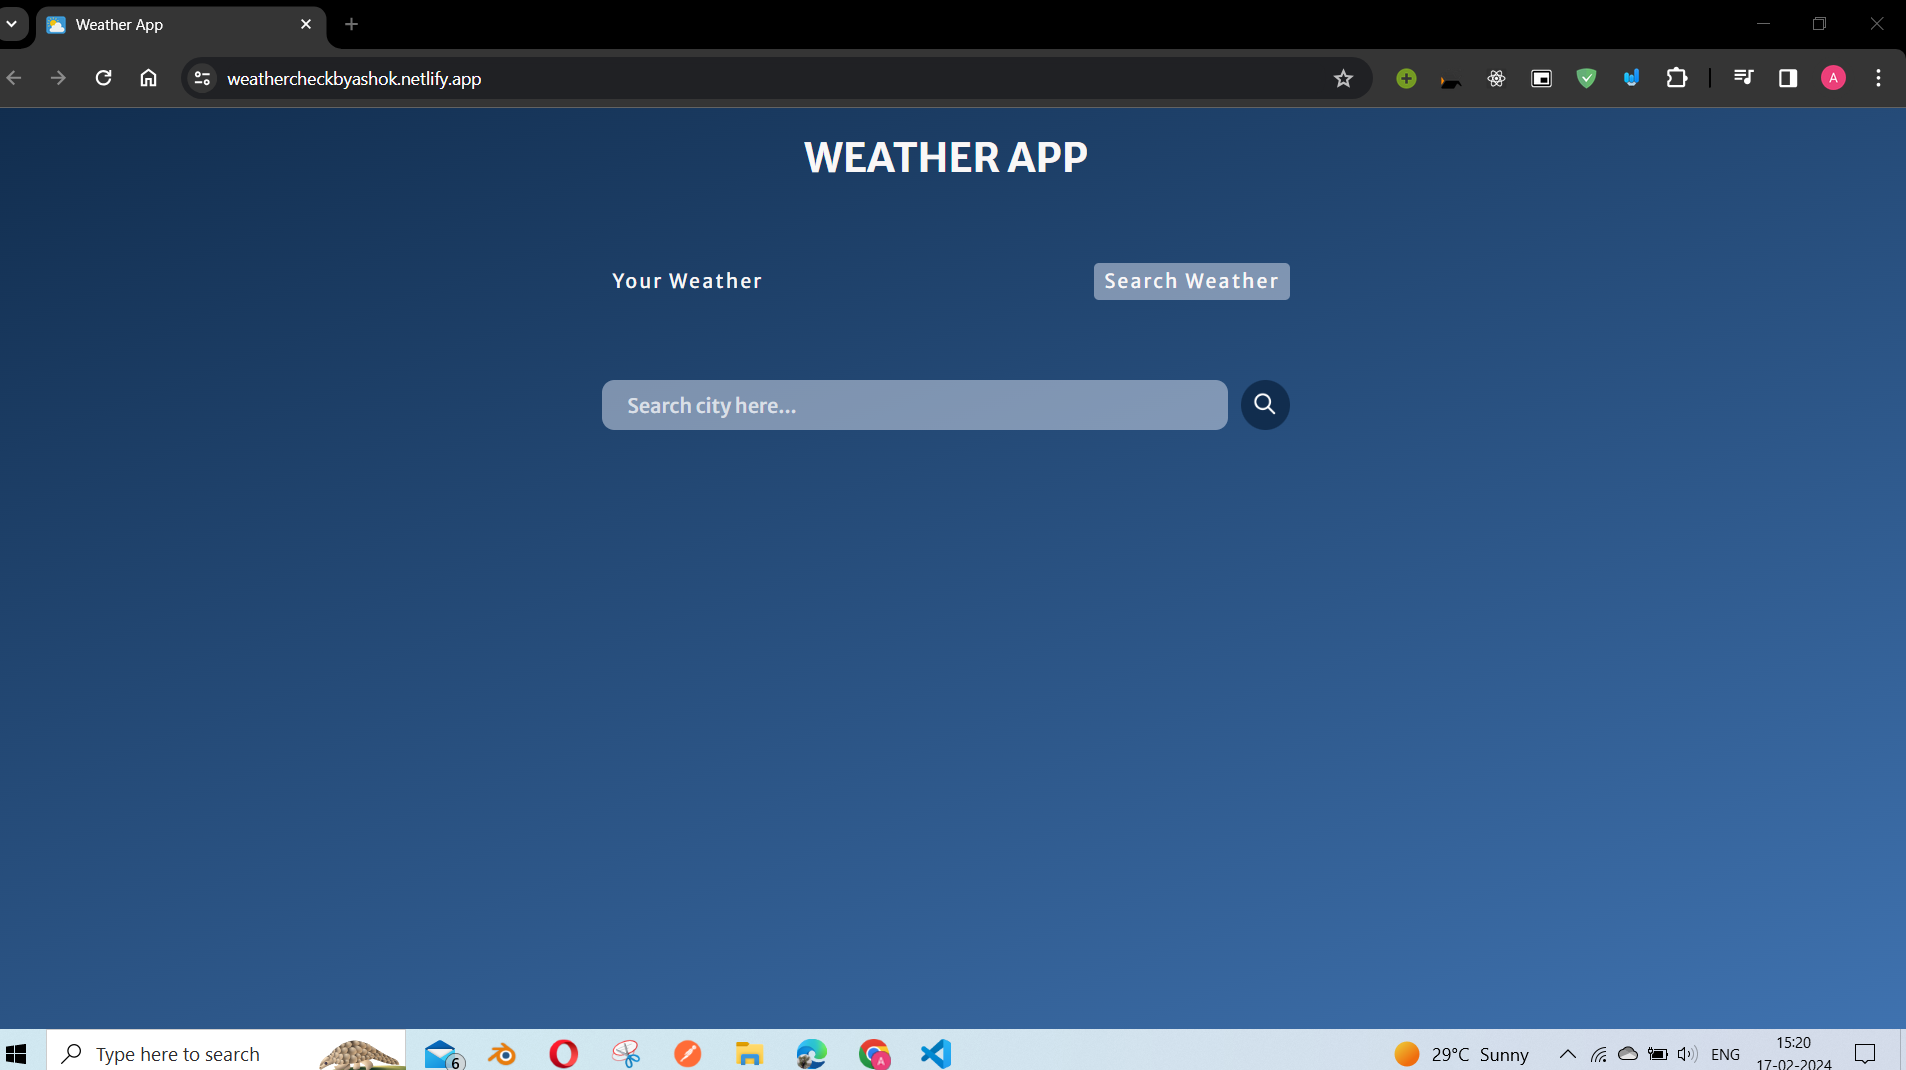 Weather App
weathercheckbyashok.netlify.app
A
WEATHER APP
Your Weather
Search Weather
Search city here...
Type here to search
6
A
29°C Sunny
ENG
15:20
17-02-2024